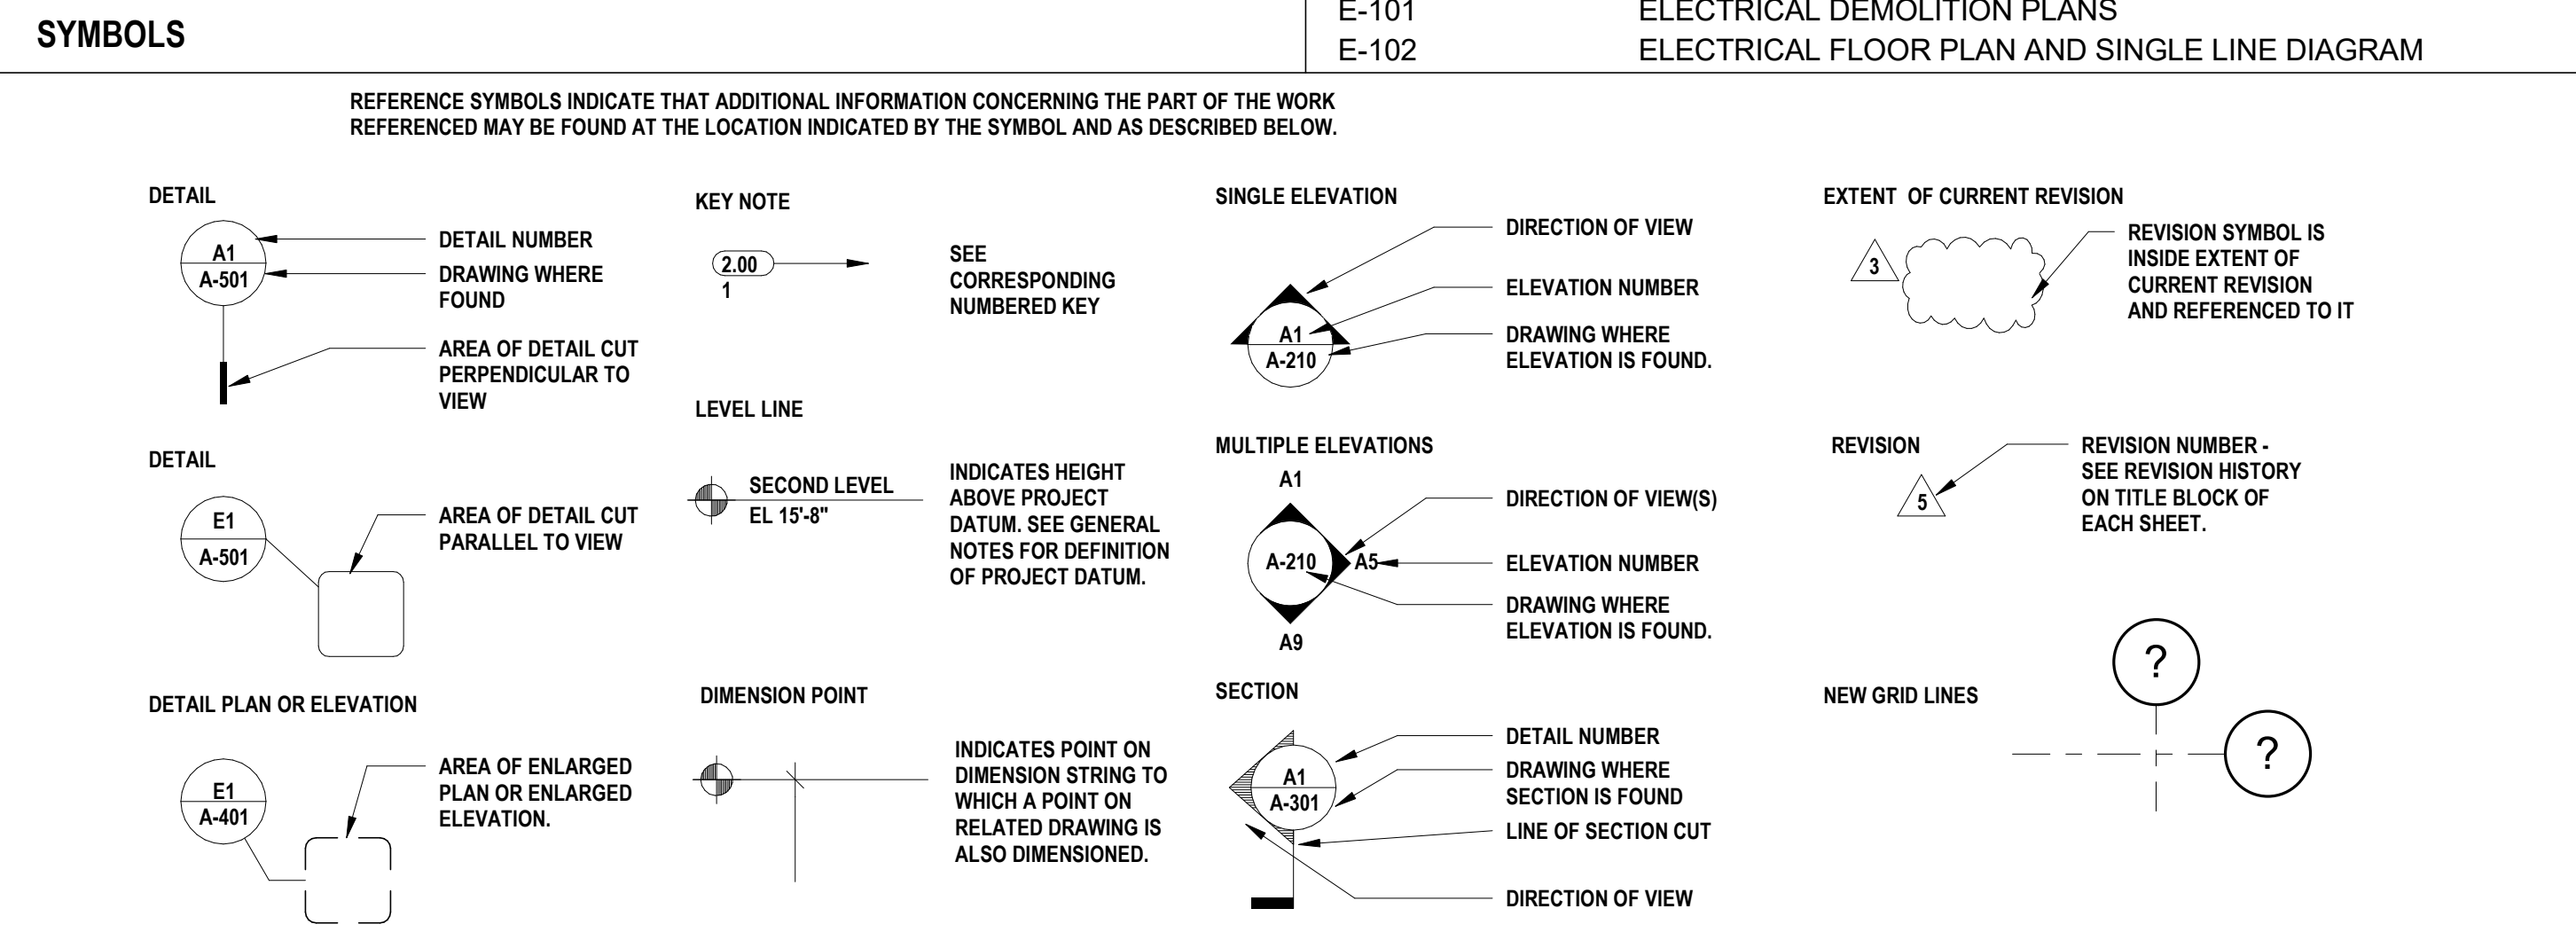 E-101 ELECTRICAL DEMOLITION PLANS
SYMBOLS
E-102 ELECTRICAL FLOOR PLAN AND SINGLE LINE DIAGRAM
REFERENCE SYMBOLS INDICATE THAT ADDITIONAL INFORMATION CONCERNING THE PART OF THE WORK
REFERENCED MAY BE FOUND AT THE LOCATION INDICATED BY THE SYMBOL AND AS DESCRIBED BELOW.
DETAIL
A1
A-501
DETAIL NUMBER
DRAWING WHERE
FOUND
AREA OF DETAIL CUT
PERPENDICULAR TO
VIEW
DETAIL
E1
A-501
AREA OF DETAIL CUT
PARALLEL TO VIEW
DETAIL PLAN OR ELEVATION
E1
A-401
AREA OF ENLARGED
PLAN OR ENLARGED
ELEVATION.
KEY NOTE
2.00
1
SEE
CORRESPONDING
NUMBERED KEY
LEVEL LINE
SECOND LEVEL
EL 15'-8"
INDICATES HEIGHT
ABOVE PROJECT
DATUM. SEE GENERAL
NOTES FOR DEFINITION
OF PROJECT DATUM.
DIMENSION POINT
INDICATES POINT ON
DIMENSION STRING TO
WHICH A POINT ON
RELATED DRAWING IS
ALSO DIMENSIONED.
SINGLE ELEVATION
A1
A-210
DIRECTION OF VIEW
ELEVATION NUMBER
DRAWING WHERE
ELEVATION IS FOUND.
MULTIPLE ELEVATIONS
A1
A-210
A5
A9
DIRECTION OF VIEW(S)
ELEVATION NUMBER
DRAWING WHERE
ELEVATION IS FOUND.
SECTION
A1
A-301
DETAIL NUMBER
DRAWING WHERE
SECTION IS FOUND
LINE OF SECTION CUT
DIRECTION OF VIEW
EXTENT OF CURRENT REVISION
3
REVISION SYMBOL IS
INSIDE EXTENT OF
CURRENT REVISION
AND REFERENCED TO IT
REVISION
5
REVISION NUMBER -
SEE REVISION HISTORY
ON TITLE BLOCK OF
EACH SHEET.
NEW GRID LINES
?
?